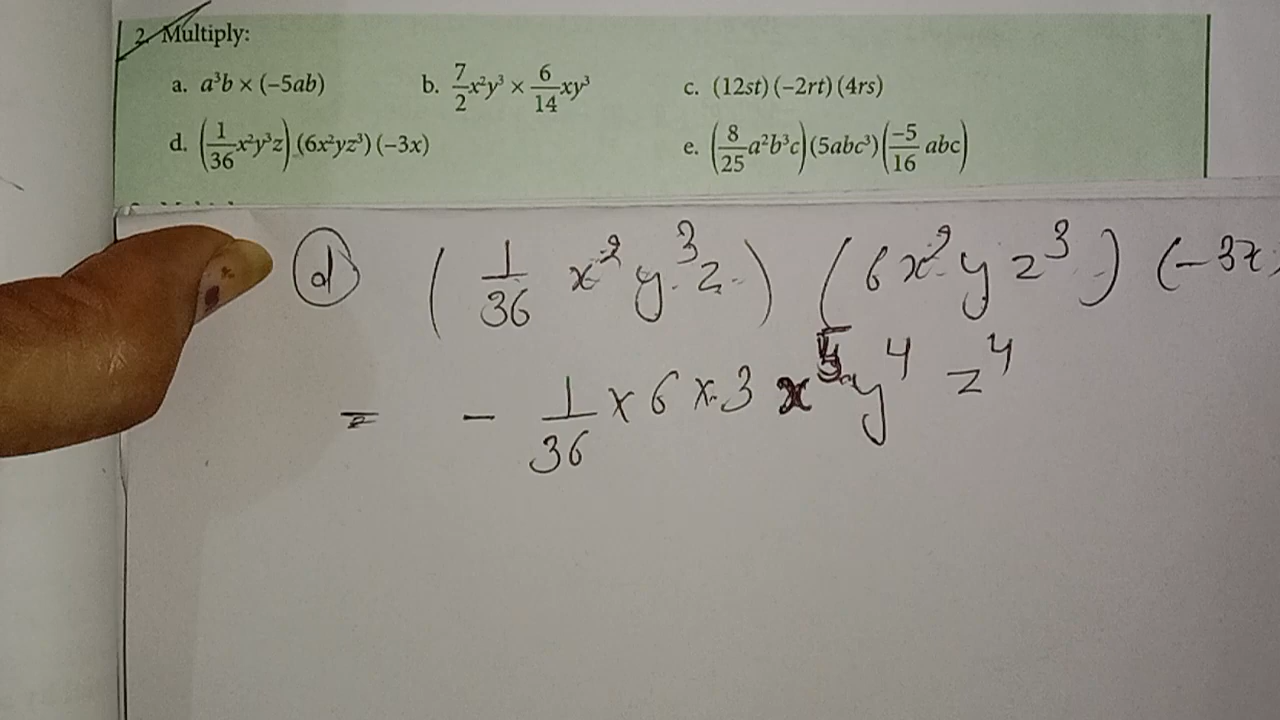 2. Multiply:
a. a³b × (−5ab) b. 7/2 x²y³ × 6/14 xy³ c. (12st) (−2rt) (4rs)
d. (1/36 x²y³z) (6x²yz³) (−3x) e. (8/25 a²b³c) (5abc³) (−5/16 abc)
d ( 1/36 x² y³ z ) ( 6x² y z³ ) (−3x
= − 1/36 × 6 × 3 x⁵ y⁴ z⁴